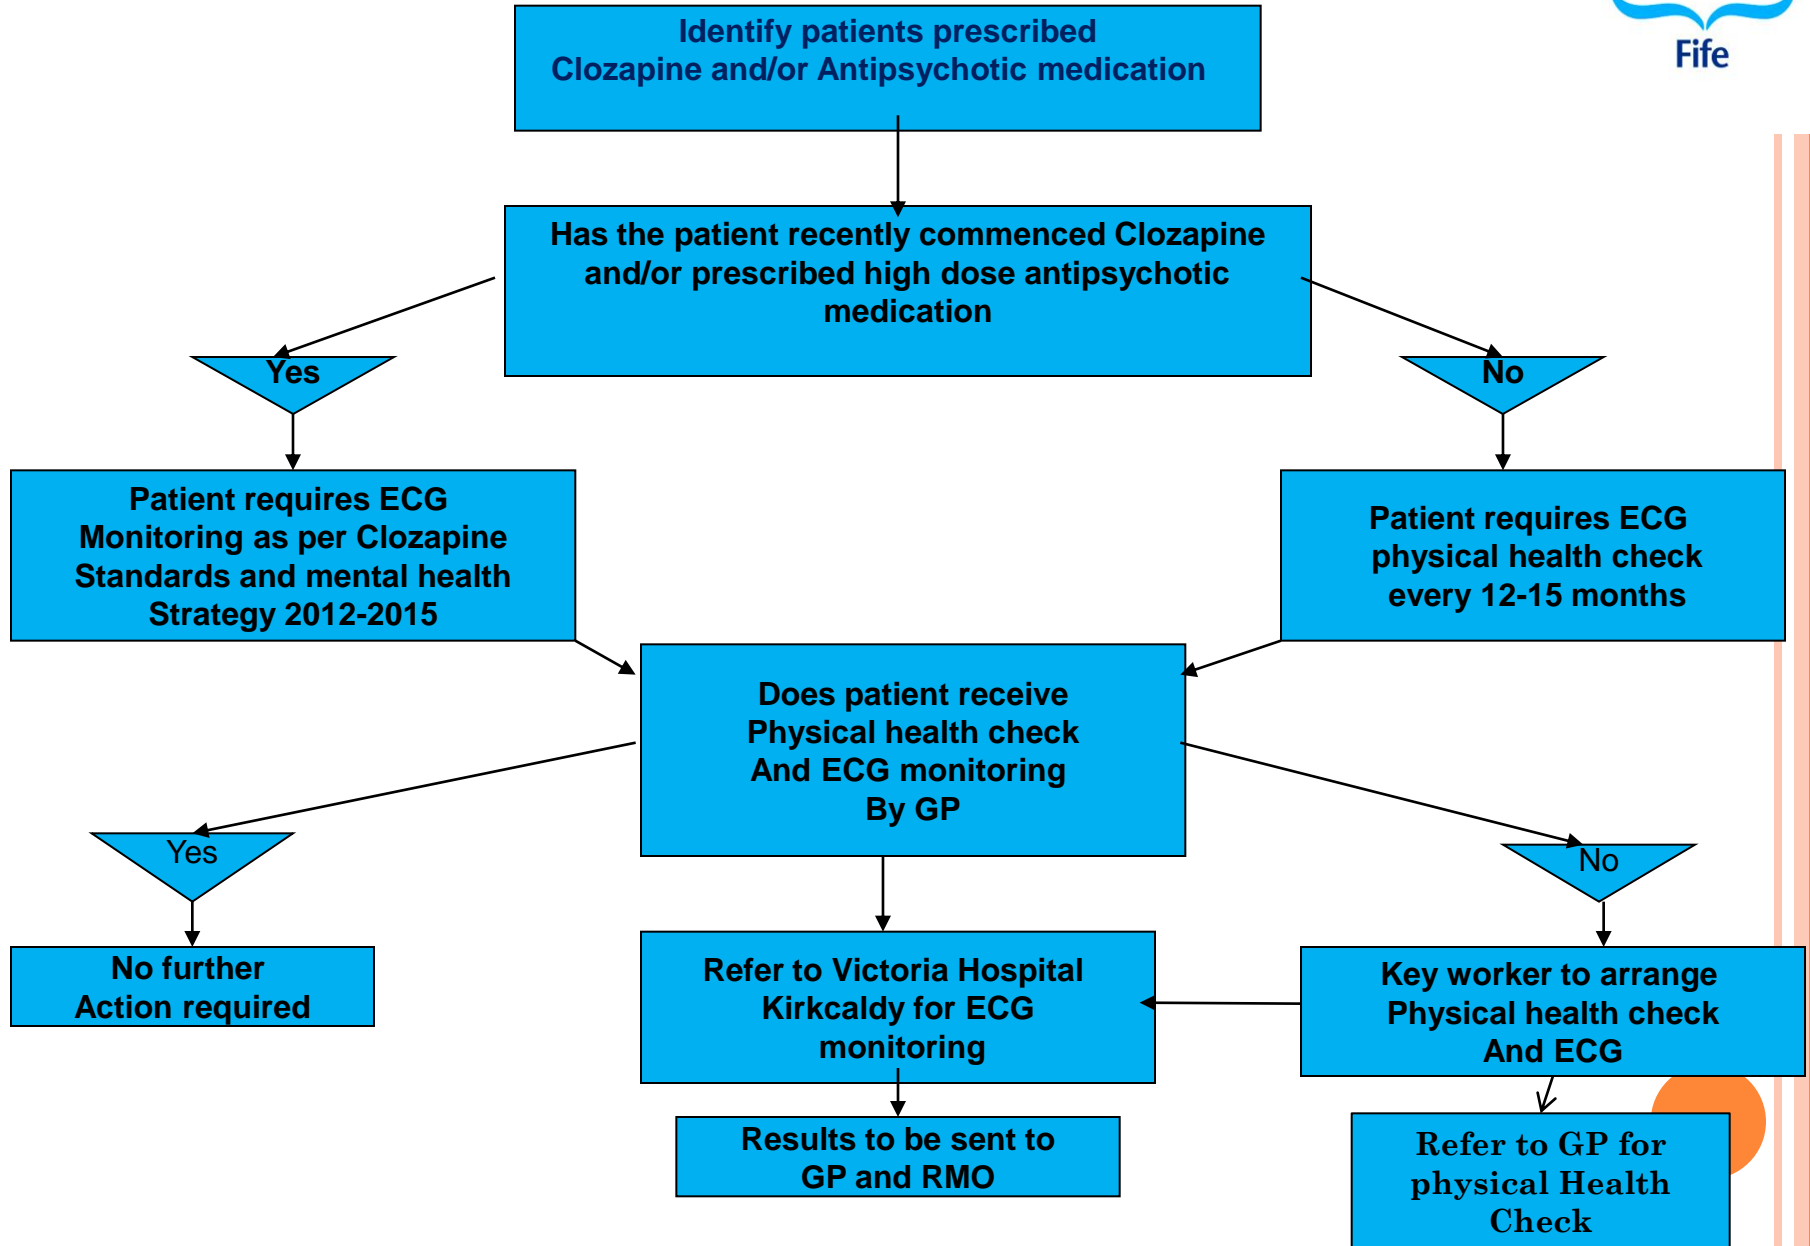 Identify patients prescribed
Clozapine and/or Antipsychotic medication
Fife
Has the patient recently commenced Clozapine
and/or prescribed high dose antipsychotic
medication
Yes
No
Patient requires ECG
Monitoring as per Clozapine
Standards and mental health
Strategy 2012-2015
Patient requires ECG
physical health check
every 12-15 months
Does patient receive
Physical health check
And ECG monitoring
By GP
Yes
No
No further
Action required
Refer to Victoria Hospital
Kirkcaldy for ECG
monitoring
Key worker to arrange
Physical health check
And ECG
Results to be sent to
GP and RMO
Refer to GP for
physical Health
Check